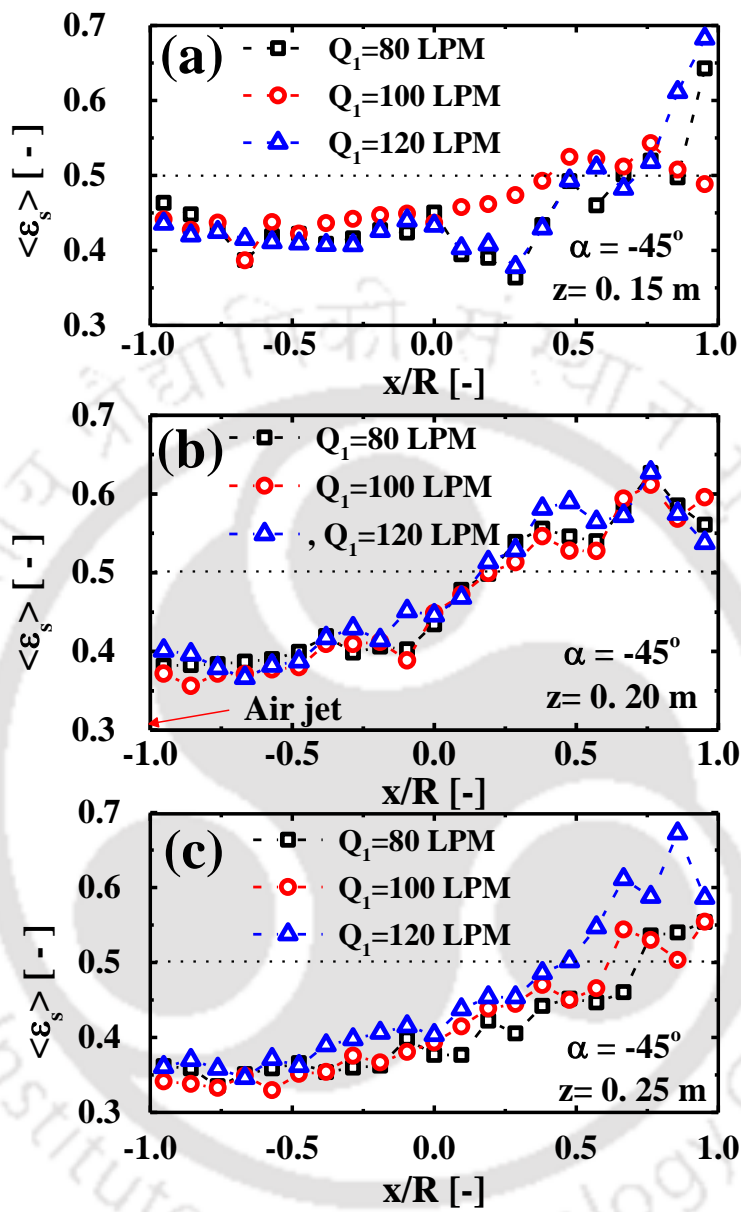 (a)
Q₁=80 LPM
Q₁=100 LPM
Q₁=120 LPM
<ε_s> [ - ]
0.7
0.6
0.5
0.4
0.3
α = -45°
z= 0. 15 m
-1.0 -0.5 0.0 0.5 1.0
x/R [-]
(b)
Q₁=80 LPM
Q₁=100 LPM
, Q₁=120 LPM
<ε_s> [ - ]
0.7
0.6
0.5
0.4
0.3
α = -45°
z= 0. 20 m
Air jet
-1.0 -0.5 0.0 0.5 1.0
x/R [-]
(c)
Q₁=80 LPM
Q₁=100 LPM
Q₁=120 LPM
<ε_s> [ - ]
0.7
0.6
0.5
0.4
0.3
α = -45°
z= 0. 25 m
-1.0 -0.5 0.0 0.5 1.0
x/R [-]